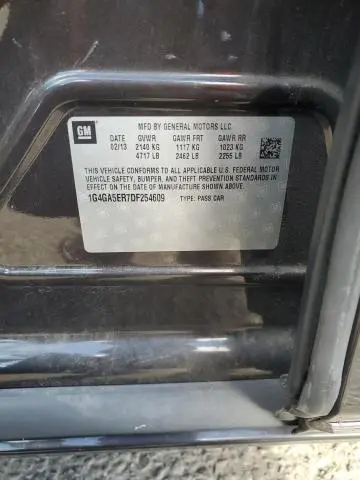 GM
MFD BY GENERAL MOTORS LLC
DATE GVWR GAWR FRT GAWR RR
02/13 2140 KG 1117 KG 1023 KG
4717 LB 2462 LB 2255 LB
THIS VEHICLE CONFORMS TO ALL APPLICABLE U.S. FEDERAL MOTOR
VEHICLE SAFETY, BUMPER, AND THEFT PREVENTION STANDARDS IN
EFFECT ON THE DATE OF MANUFACTURE SHOWN ABOVE.
1G4GA5ER7DF254609 TYPE: PASS CAR